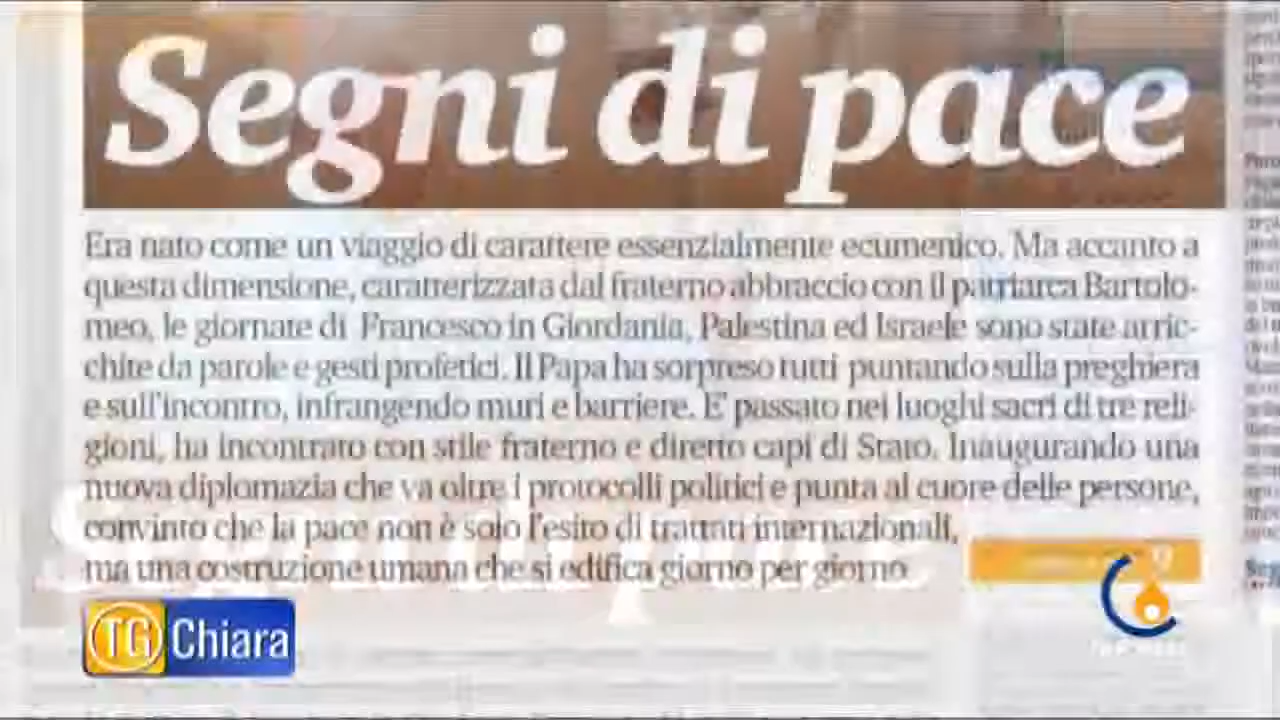 Segni di pace
Era nato come un viaggio di carattere essenzialmente ecumenico. Ma accanto a
questa dimensione, caratterizzata dal fraterno abbraccio con il patriarca Bartolo-
meo, le giornate di Francesco in Giordania, Palestina ed Israele sono state arric-
chite da parole e gesti profetici. Il Papa ha sorpreso tutti puntando sulla preghiera
e sull'incontro, infrangendo muri e barriere. E' passato nei luoghi sacri di tre reli-
gioni, ha incontrato con stile fraterno e diretto capi di Stato. Inaugurando una
nuova diplomazia che va oltre i protocolli politici e punta al cuore delle persone,
convinto che la pace non è solo l'esito di trattati internazionali,
ma una costruzione umana che si edifica giorno per giorno
Segni di pace
TG Chiara